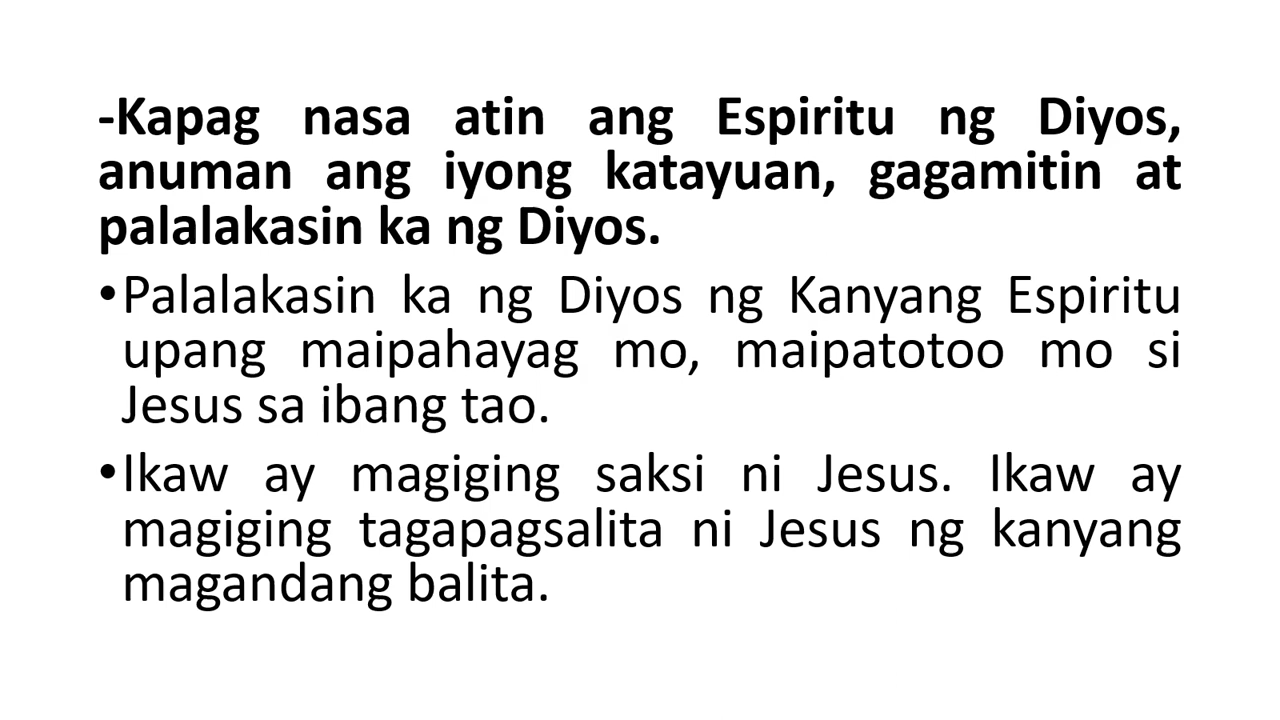 -Kapag nasa atin ang Espiritu ng Diyos,
anuman ang iyong katayuan, gagamitin at
palalakasin ka ng Diyos.
•Palalakasin ka ng Diyos ng Kanyang Espiritu
upang maipahayag mo, maipatotoo mo si
Jesus sa ibang tao.
•Ikaw ay magiging saksi ni Jesus. Ikaw ay
magiging tagapagsalita ni Jesus ng kanyang
magandang balita.